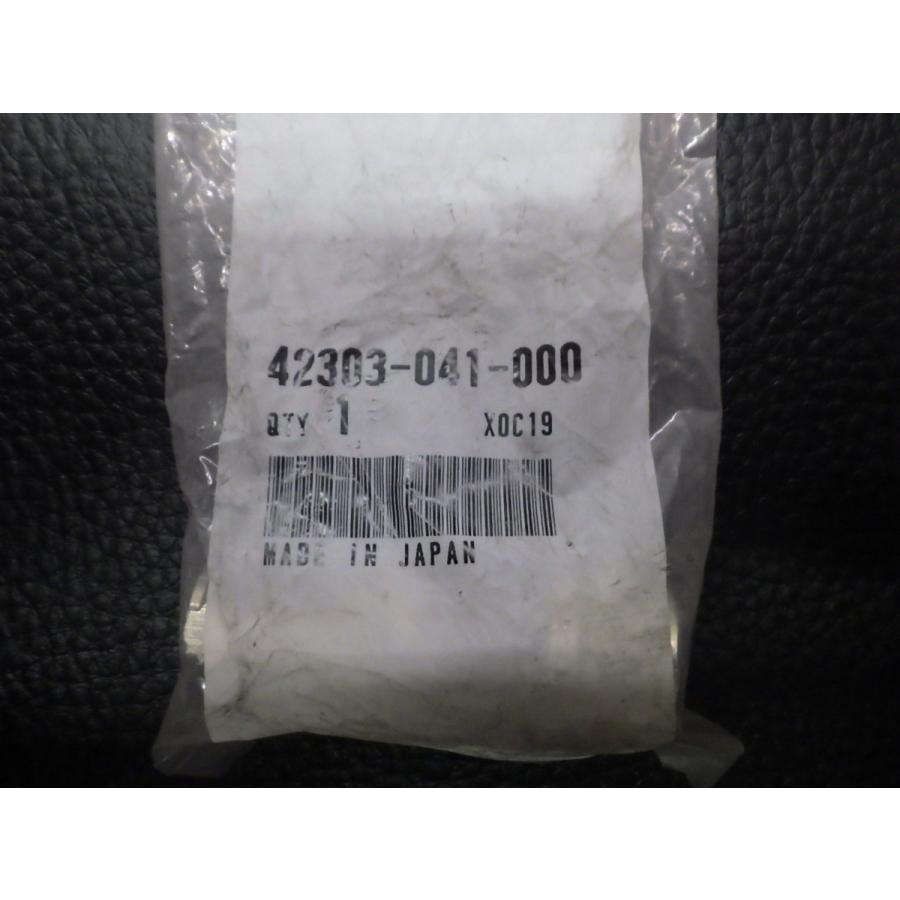 42303-041-000
QTY 1 X0C19
MADE IN JAPAN